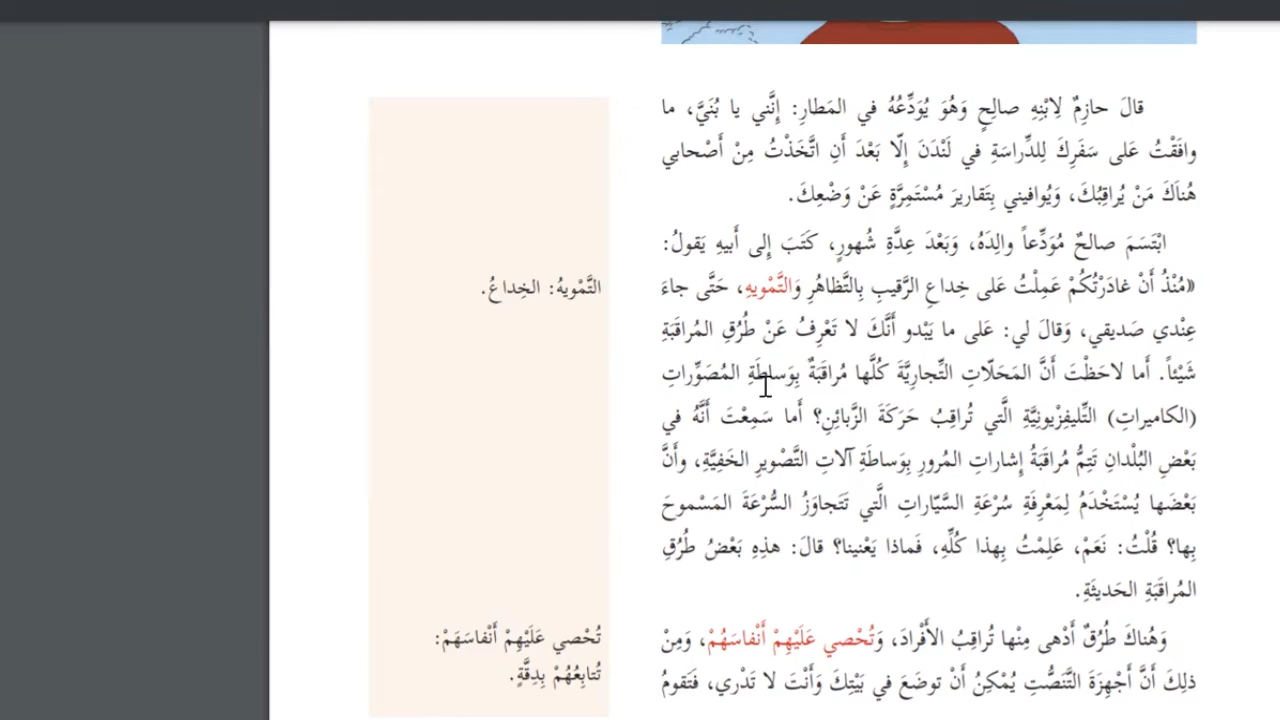 قالَ حازِمٌ لِابْنِهِ صالِحٍ وَهُوَ يُوَدِّعُهُ في المَطارِ: إِنَّني يا بُنَيَّ، ما
وافَقْتُ عَلى سَفَرِكَ لِلدِّراسَةِ في لَنْدَنَ إِلّا بَعْدَ أَنِ اتَّخَذْتُ مِنْ أَصْحابي
هُناكَ مَنْ يُراقِبُكَ، وَيُوافيني بِتَقاريرَ مُسْتَمِرَّةٍ عَنْ وَضْعِكَ.
ابْتَسَمَ صالحٌ مُوَدِّعاً والِدَهُ، وَبَعْدَ عِدَّةِ شُهورٍ، كَتَبَ إِلى أَبيهِ يَقولُ:
«مُنْذُ أَنْ غادَرْتُكُمْ عَمِلْتُ عَلى خِداعِ الرَّقيبِ بِالتَّظاهُرِ وَالتَّمْويهِ، حَتَّى جاءَ
عِنْدي صَديقي، وَقالَ لي: عَلى ما يَبْدو أَنَّكَ لا تَعْرِفُ عَنْ طُرُقِ المُراقَبَةِ
شَيْئاً. أَما لاحَظْتَ أَنَّ المَحَلّاتِ التِّجارِيَّةَ كُلَّها مُراقَبَةٌ بِوَساطَةِ المُصَوِّراتِ
(الكاميراتِ) التِّليفِزْيونِيَّةِ الَّتي تُراقِبُ حَرَكَةَ الزَّبائِنِ؟ أَما سَمِعْتَ أَنَّهُ في
بَعْضِ البُلْدانِ تَتِمُّ مُراقَبَةُ إِشاراتِ المُرورِ بِوَساطَةِ آلاتِ التَّصْويرِ الخَفِيَّةِ، وأَنَّ
بَعْضَها يُسْتَخْدَمُ لِمَعْرِفَةِ سُرْعَةِ السَّيّاراتِ الَّتي تَتَجاوَزُ السُّرْعَةَ المَسْموحَ
بِها؟ قُلْتُ: نَعَمْ، عَلِمْتُ بِهذا كُلِّهِ، فَماذا يَعْنينا؟ قالَ: هذِهِ بَعْضُ طُرُقِ
المُراقَبَةِ الحَديثَةِ.
وَهُناكَ طُرُقٌ أَدْهى مِنْها تُراقِبُ الأَفْرادَ، وَتُحْصي عَلَيْهِمْ أَنْفاسَهُمْ، وَمِنْ
ذلِكَ أَنَّ أَجْهِزَةَ التَّنَصُّتِ يُمْكِنُ أَنْ توضَعَ في بَيْتِكَ وَأَنْتَ لا تَدْري، فَتَقومُ
التَّمْويهُ: الخِداعُ.
تُحْصي عَلَيْهِمْ أَنْفاسَهَمْ:
تُتابِعُهُمْ بِدِقَّةٍ.